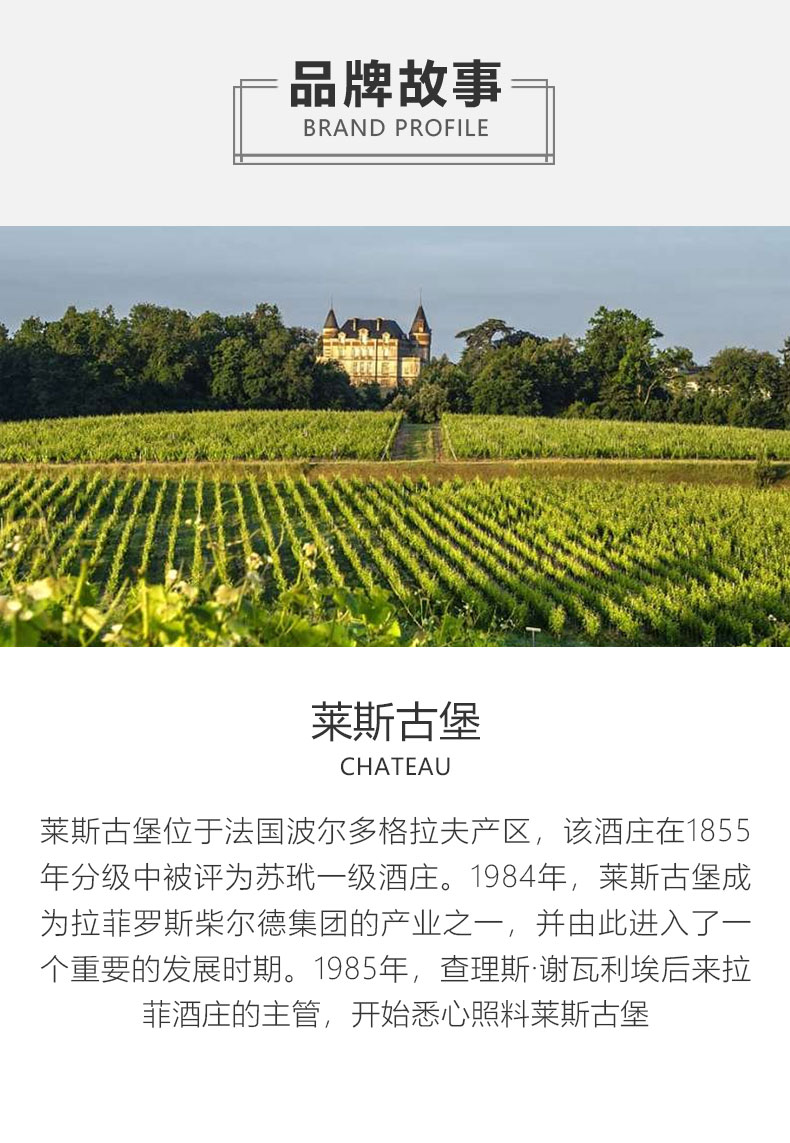 品牌故事
BRAND PROFILE
莱斯古堡
CHATEAU
莱斯古堡位于法国波尔多格拉夫产区，该酒庄在1855
年分级中被评为苏玳一级酒庄。1984年，莱斯古堡成
为拉菲罗斯柴尔德集团的产业之一，并由此进入了一
个重要的发展时期。1985年，查理斯·谢瓦利埃后来拉
菲酒庄的主管，开始悉心照料莱斯古堡